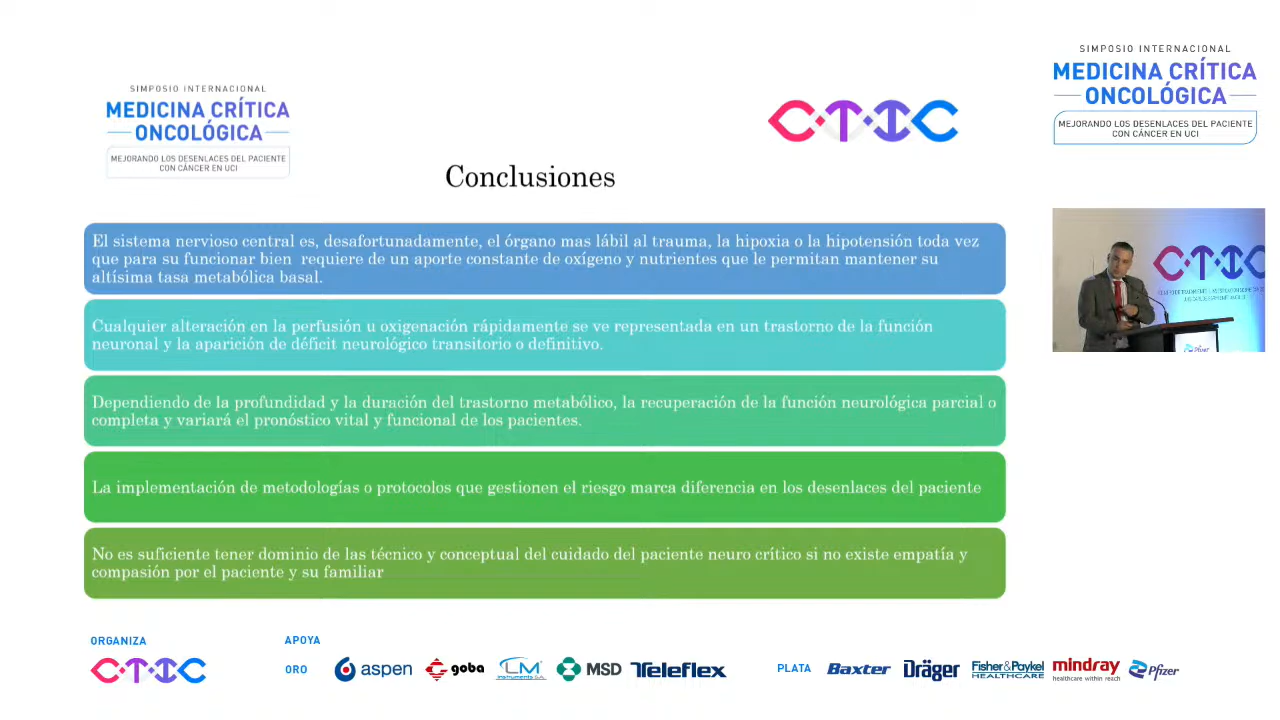 SIMPOSIO INTERNACIONAL
MEDICINA CRÍTICA
ONCOLÓGICA
MEJORANDO LOS DESENLACES DEL PACIENTE
CON CÁNCER EN UCI
CTIC
SIMPOSIO INTERNACIONAL
MEDICINA CRÍTICA
ONCOLÓGICA
MEJORANDO LOS DESENLACES DEL PACIENTE
CON CÁNCER EN UCI
Conclusiones
El sistema nervioso central es, desafortunadamente, el órgano mas lábil al trauma, la hipoxia o la hipotensión toda vez
que para su funcionar bien requiere de un aporte constante de oxígeno y nutrientes que le permitan mantener su
altísima tasa metabólica basal.
Cualquier alteración en la perfusión u oxigenación rápidamente se ve representada en un trastorno de la función
neuronal y la aparición de déficit neurológico transitorio o definitivo.
Dependiendo de la profundidad y la duración del trastorno metabólico, la recuperación de la función neurológica parcial o
completa y variará el pronóstico vital y funcional de los pacientes.
La implementación de metodologías o protocolos que gestionen el riesgo marca diferencia en los desenlaces del paciente
No es suficiente tener dominio de las técnico y conceptual del cuidado del paciente neuro crítico si no existe empatía y
compasión por el paciente y su familiar
CTIC
Pfizer
ORGANIZA
CTIC
APOYA
ORO
aspen
goba
LM
instruments S.A.
MSD
Teleflex
PLATA
Baxter
Dräger
Fisher&Paykel
HEALTHCARE
mindray
healthcare within reach
Pfizer